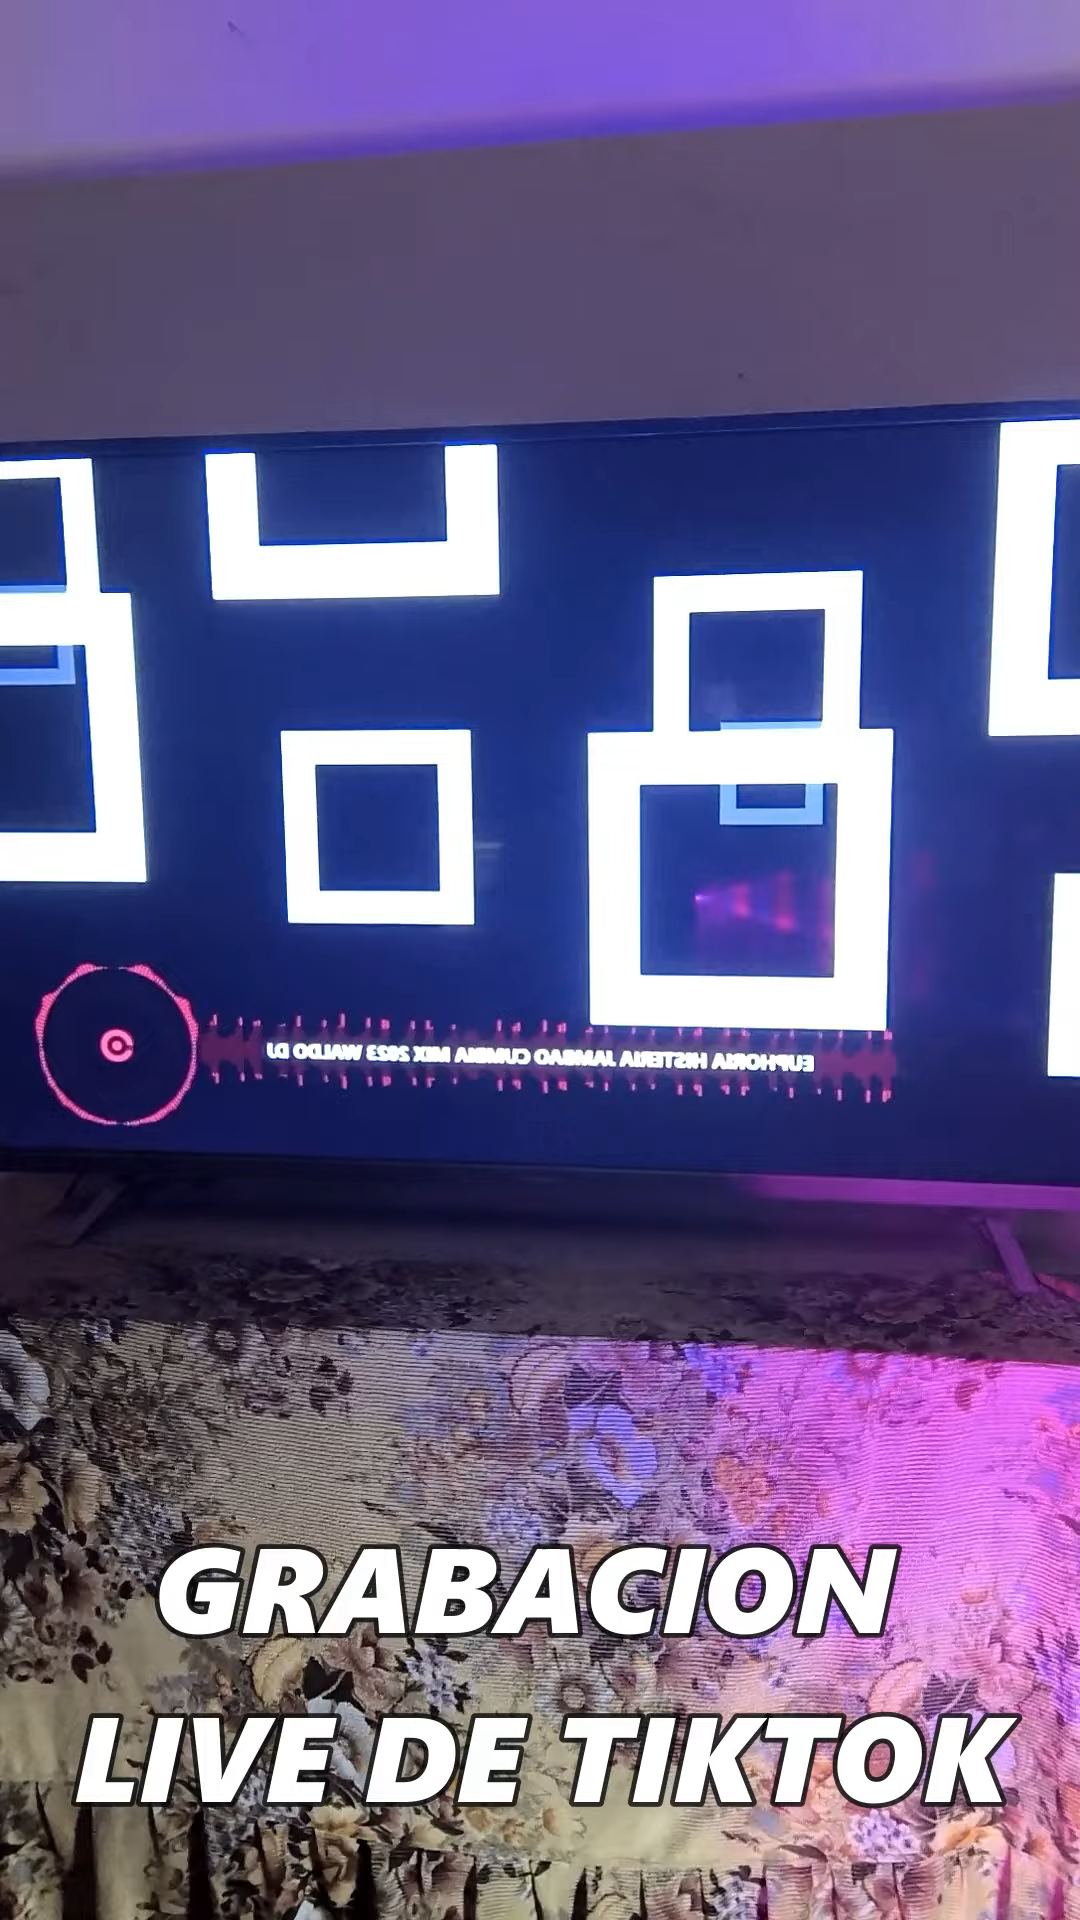 EUPHORIA HISTERIA JAMBAO CUMBIA MIX 2023 WALDO DJ
GRABACION
LIVE DE TIKTOK